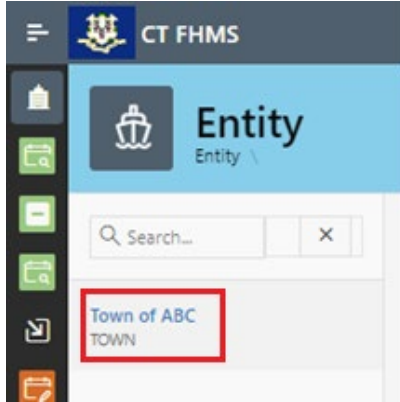 CT FHMS
Entity
Entity \
Search...
Town of ABC
TOWN